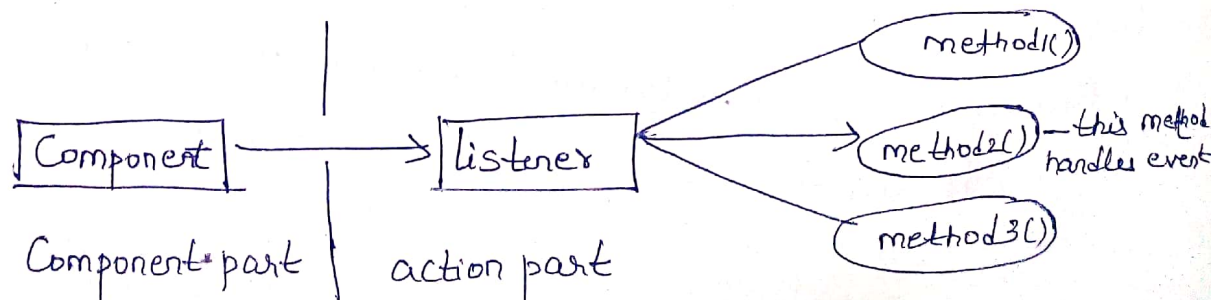 method1()
Component
listener
method2()
- this method
handles event
method3()
Component part
action part